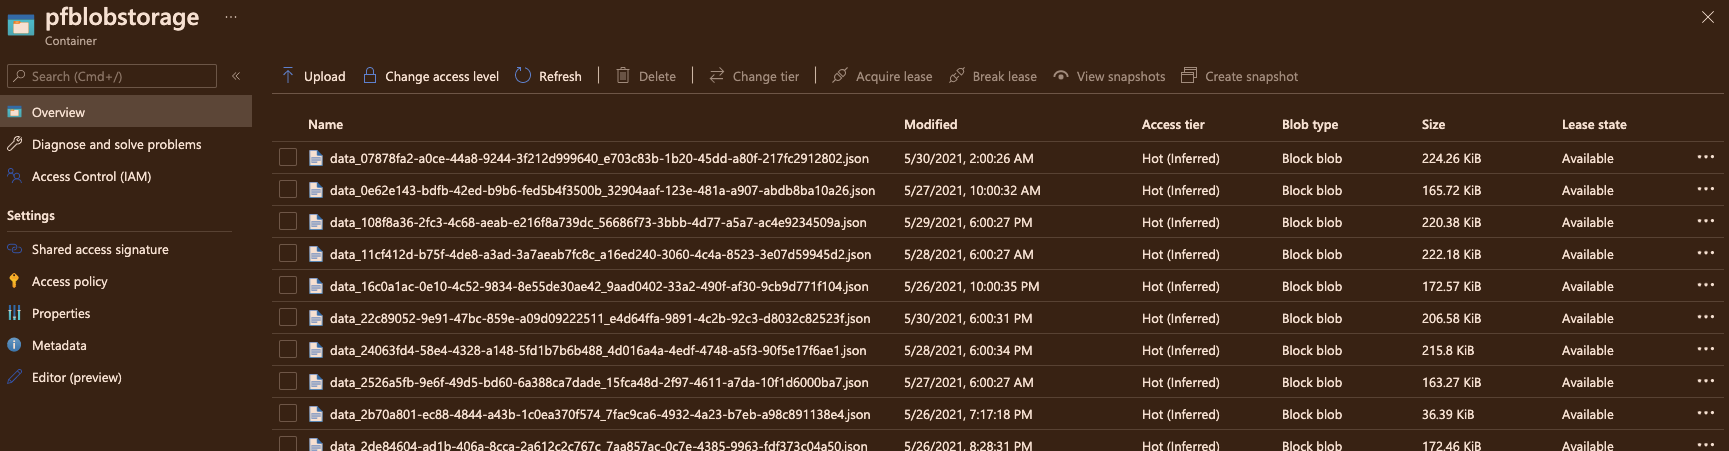 pfblobstorage ...
Container
Search (Cmd+/) «
Upload Change access level Refresh Delete Change tier Acquire lease Break lease View snapshots Create snapshot
Overview
Diagnose and solve problems
Access Control (IAM)
Settings
Shared access signature
Access policy
Properties
Metadata
Editor (preview)
Name Modified Access tier Blob type Size Lease state
data_07878fa2-a0ce-44a8-9244-3f212d999640_e703c83b-1b20-45dd-a80f-217fc2912802.json 5/30/2021, 2:00:26 AM Hot (Inferred) Block blob 224.26 KiB Available ...
data_0e62e143-bdfb-42ed-b9b6-fed5b4f3500b_32904aaf-123e-481a-a907-abdb8ba10a26.json 5/27/2021, 10:00:32 AM Hot (Inferred) Block blob 165.72 KiB Available ...
data_108f8a36-2fc3-4c68-aeab-e216f8a739dc_56686f73-3bbb-4d77-a5a7-ac4e9234509a.json 5/29/2021, 6:00:27 PM Hot (Inferred) Block blob 220.38 KiB Available ...
data_11cf412d-b75f-4de8-a3ad-3a7aeab7fc8c_a16ed240-3060-4c4a-8523-3e07d59945d2.json 5/28/2021, 6:00:27 AM Hot (Inferred) Block blob 222.18 KiB Available ...
data_16c0a1ac-0e10-4c52-9834-8e55de30ae42_9aad0402-33a2-490f-af30-9cb9d771f104.json 5/26/2021, 10:00:35 PM Hot (Inferred) Block blob 172.57 KiB Available ...
data_22c89052-9e91-47bc-859e-a09d09222511_e4d64ffa-9891-4c2b-92c3-d8032c82523f.json 5/30/2021, 6:00:31 PM Hot (Inferred) Block blob 206.58 KiB Available ...
data_24063fd4-58e4-4328-a148-5fd1b7b6b488_4d016a4a-4edf-4748-a5f3-90f5e17f6ae1.json 5/28/2021, 6:00:34 PM Hot (Inferred) Block blob 215.8 KiB Available ...
data_2526a5fb-9e6f-49d5-bd60-6a388ca7dade_15fca48d-2f97-4611-a7da-10f1d6000ba7.json 5/27/2021, 6:00:27 AM Hot (Inferred) Block blob 163.27 KiB Available ...
data_2b70a801-ec88-4844-a43b-1c0ea370f574_7fac9ca6-4932-4a23-b7eb-a98c891138e4.json 5/26/2021, 7:17:18 PM Hot (Inferred) Block blob 36.39 KiB Available ...
data_2de84604-ad1b-406a-8cca-2a612c2c767c_7aa857ac-0c7e-4385-9963-fdf373c04a50.json 5/26/2021, 8:28:31 PM Hot (Inferred) Block blob 172.46 KiB Available ...